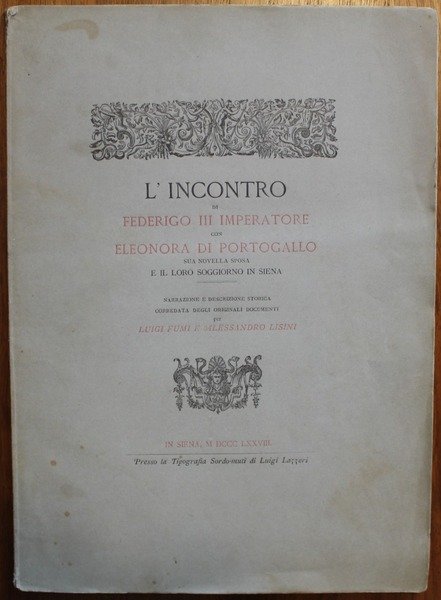 L' INCONTRO
DI
FEDERIGO III IMPERATORE
CON
ELEONORA DI PORTOGALLO
SUA NOVELLA SPOSA
E IL LORO SOGGIORNO IN SIENA
NARRAZIONE E DESCRIZIONE STORICA
CORREDATA DEGLI ORIGINALI DOCUMENTI
per
LUIGI FUMI E ALESSANDRO LISINI
IN SIENA, M DCCC LXXVIII
Presso la Tipografia Sordo-muti di Luigi Lazzeri